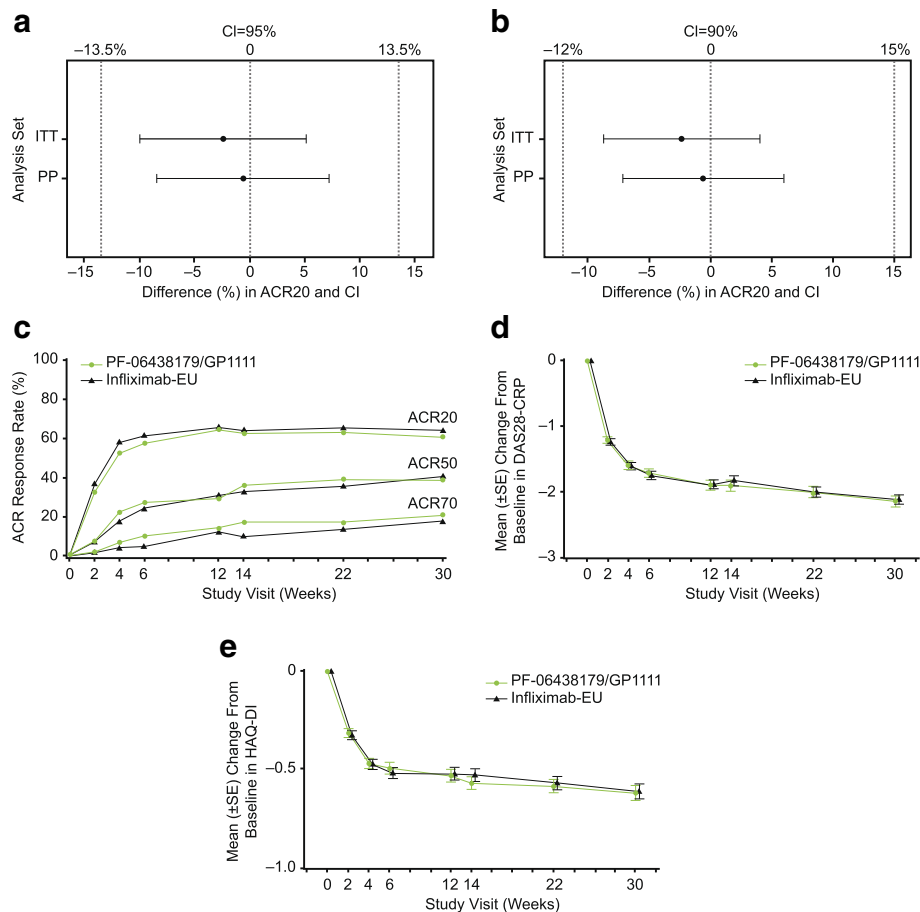 a
CI=95%
–13.5% 0 13.5%
Analysis Set
ITT
PP
–15 –10 –5 0 5 10 15
Difference (%) in ACR20 and CI
b
CI=90%
–12% 0 15%
Analysis Set
ITT
PP
–10 –5 0 5 10 15
Difference (%) in ACR20 and CI
c
PF-06438179/GP1111
Infliximab-EU
ACR Response Rate (%)
100
80
60
40
20
0
ACR20
ACR50
ACR70
0 2 4 6 12 14 22 30
Study Visit (Weeks)
d
PF-06438179/GP1111
Infliximab-EU
Mean (±SE) Change From
Baseline in DAS28-CRP
0
–1
–2
–3
0 2 4 6 12 14 22 30
Study Visit (Weeks)
e
PF-06438179/GP1111
Infliximab-EU
Mean (±SE) Change From
Baseline in HAQ-DI
0
–0.5
–1.0
0 2 4 6 12 14 22 30
Study Visit (Weeks)